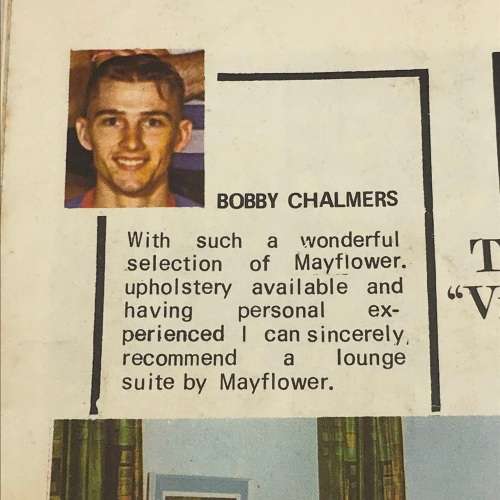 BOBBY CHALMERS
With such a wonderful
selection of Mayflower.
upholstery available and
having personal ex-
perienced I can sincerely,
recommend a lounge
suite by Mayflower.
T
“V